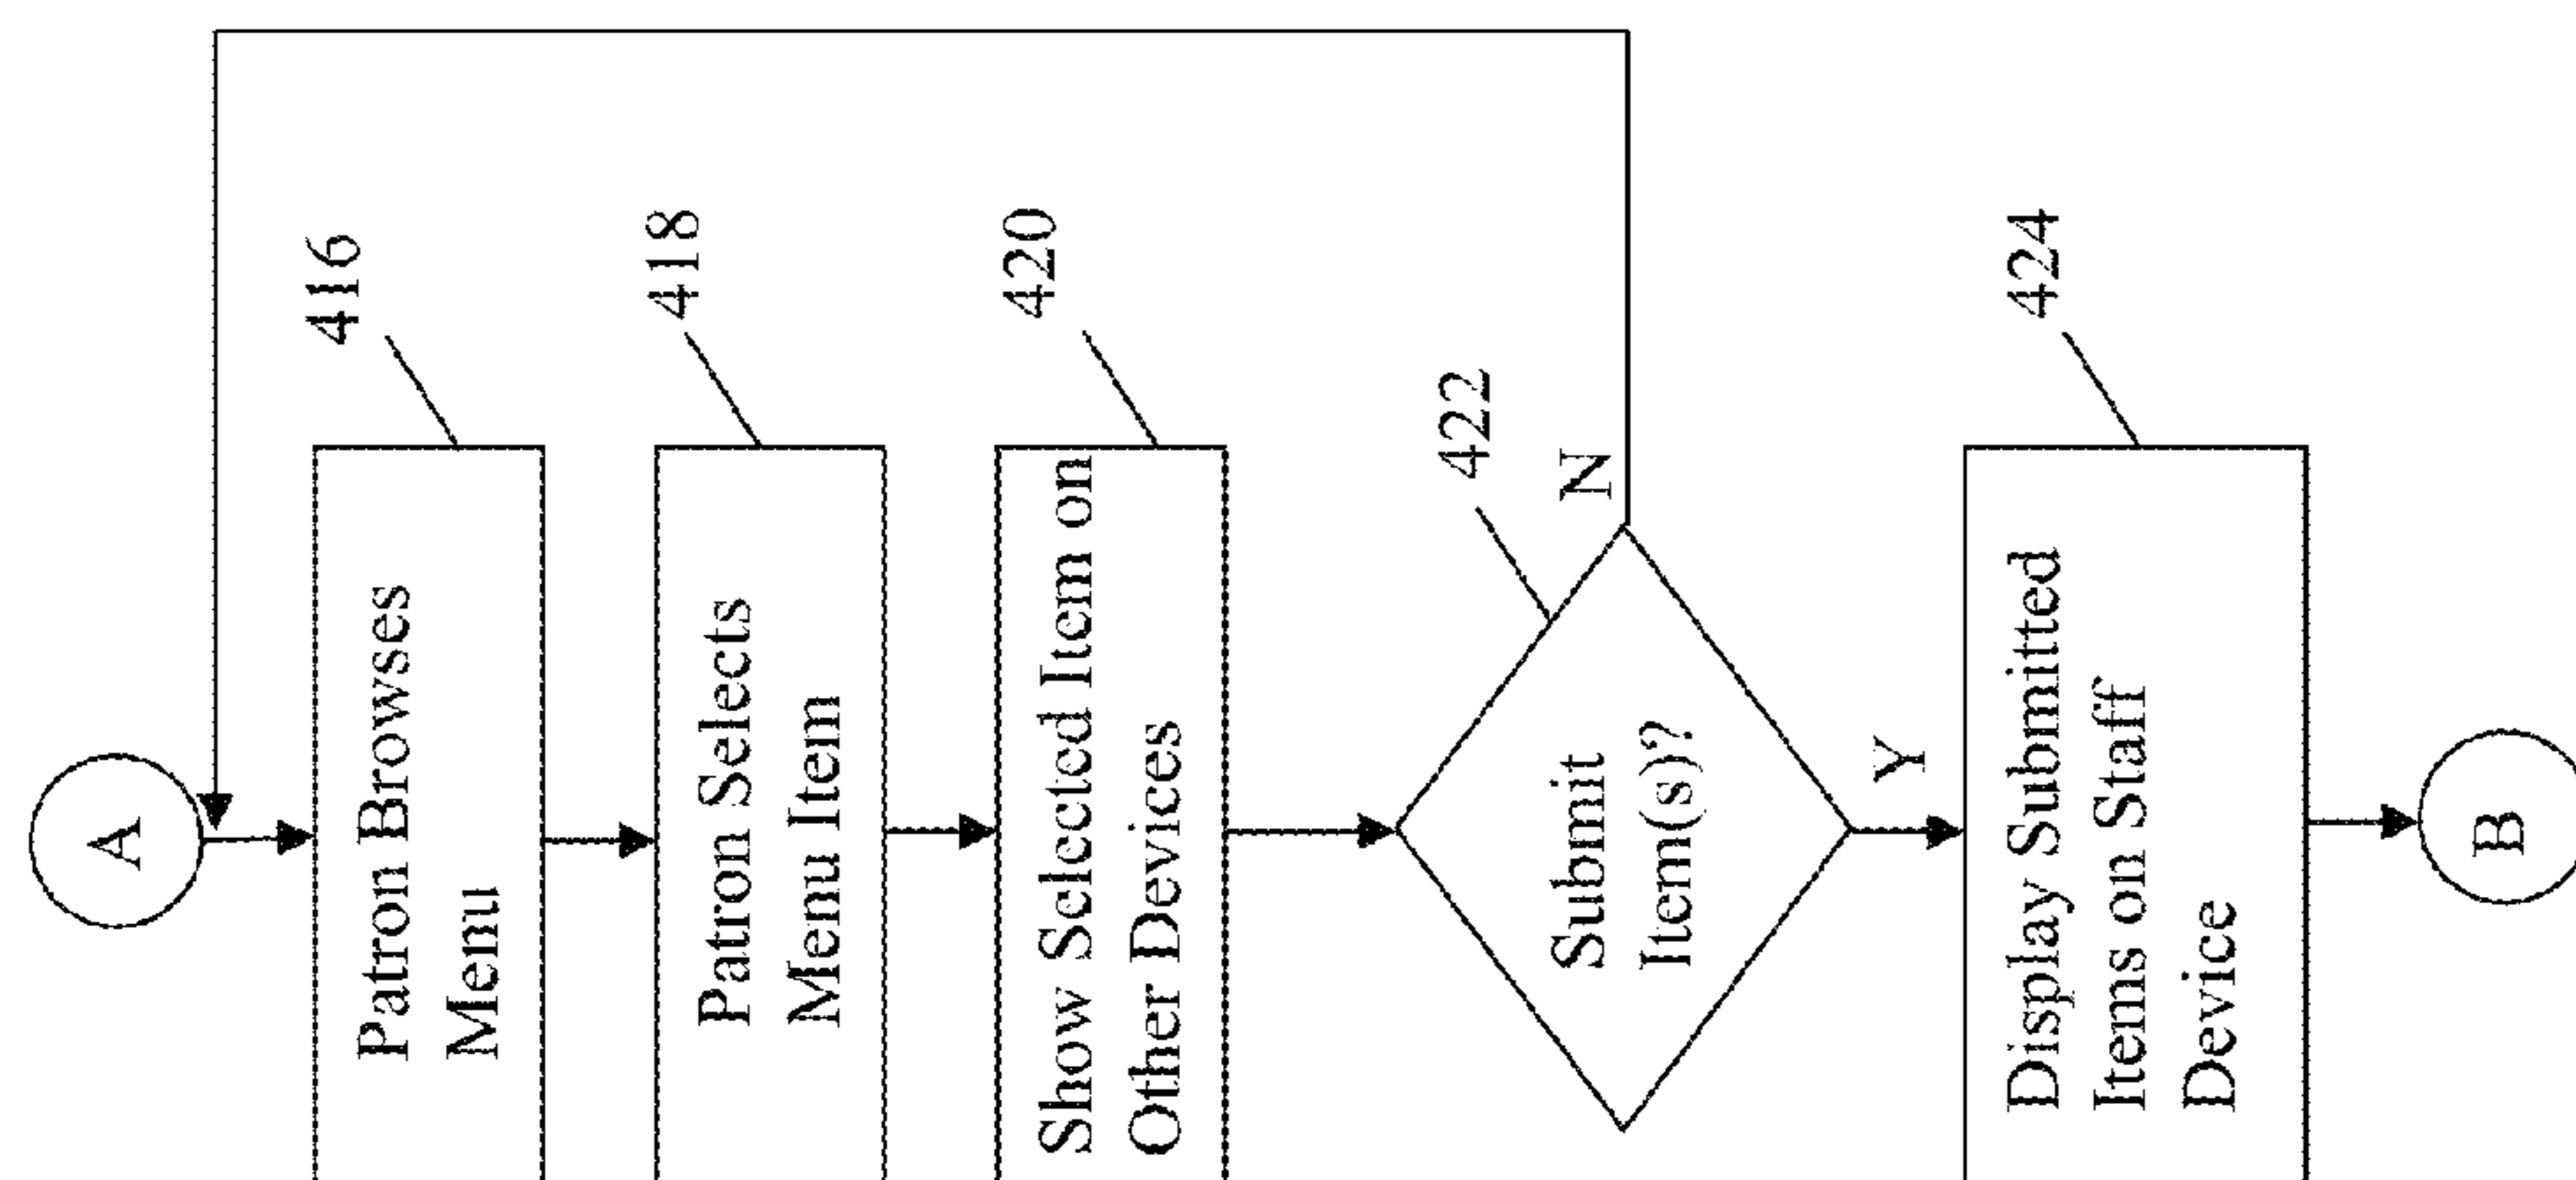 A
416
Patron Browses
Menu
418
Patron Selects
Menu Item
420
Show Selected Item on
Other Devices
422
Submit
Item(s)?
N
Y
424
Display Submitted
Items on Staff
Device
B